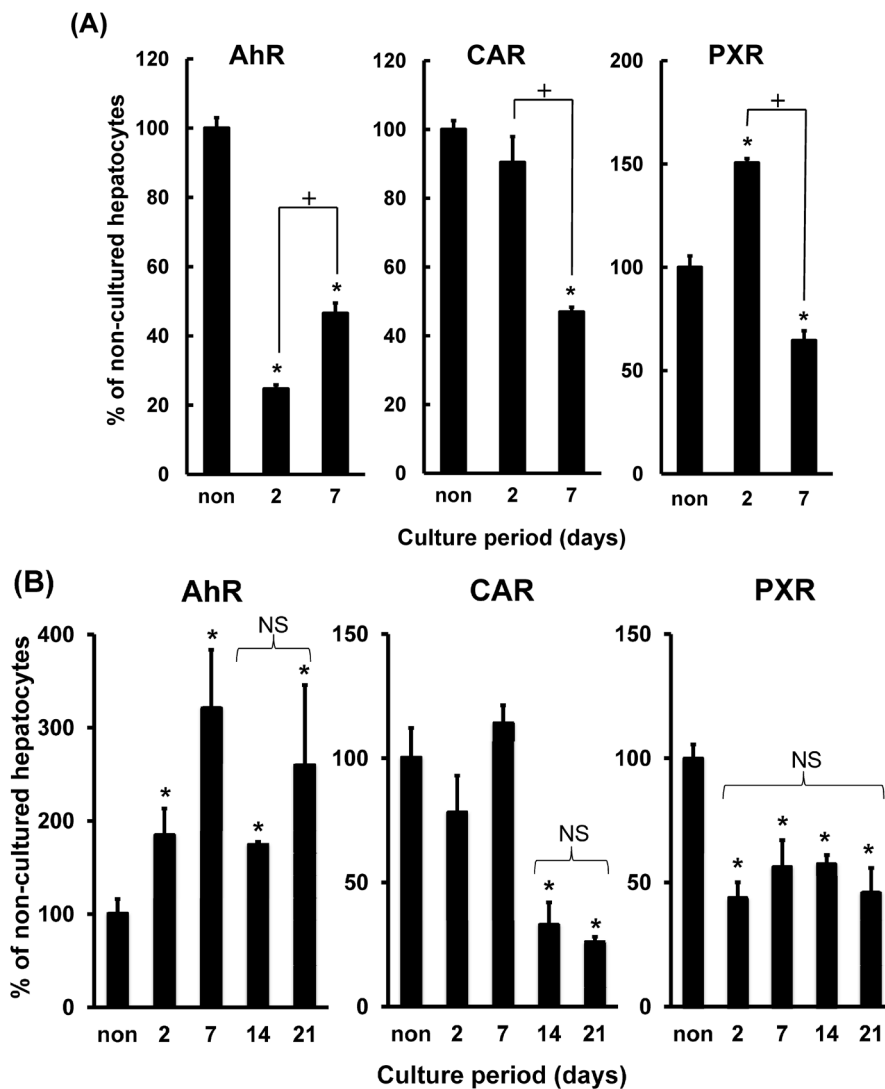 (A)
AhR CAR PXR
% of non-cultured hepatocytes
120 120 200
100 100 150
80 80 100
60 60 50
40 40 0
20 20
0 0
+ + +
* * * * *
non 2 7 non 2 7 non 2 7
Culture period (days)
(B)
AhR CAR PXR
% of non-cultured hepatocytes
400 150 150
300 100 100
200 50 50
100 0 0
0
NS NS NS
* * * * * * * * * *
non 2 7 14 21 non 2 7 14 21 non 2 7 14 21
Culture period (days)